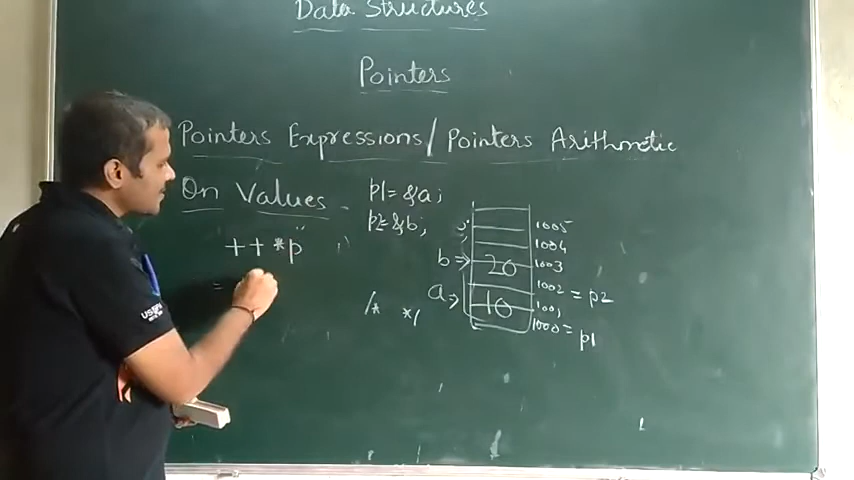 Data Structures
Pointers
Pointers Expressions/Pointers Arithmetic
On Values - p1=&a;
p2=&b;
++*p
=
/* */
1005
1004
b⇒ 20 1003
1002 = p2
a⇒ 10 1001
1000 = p1